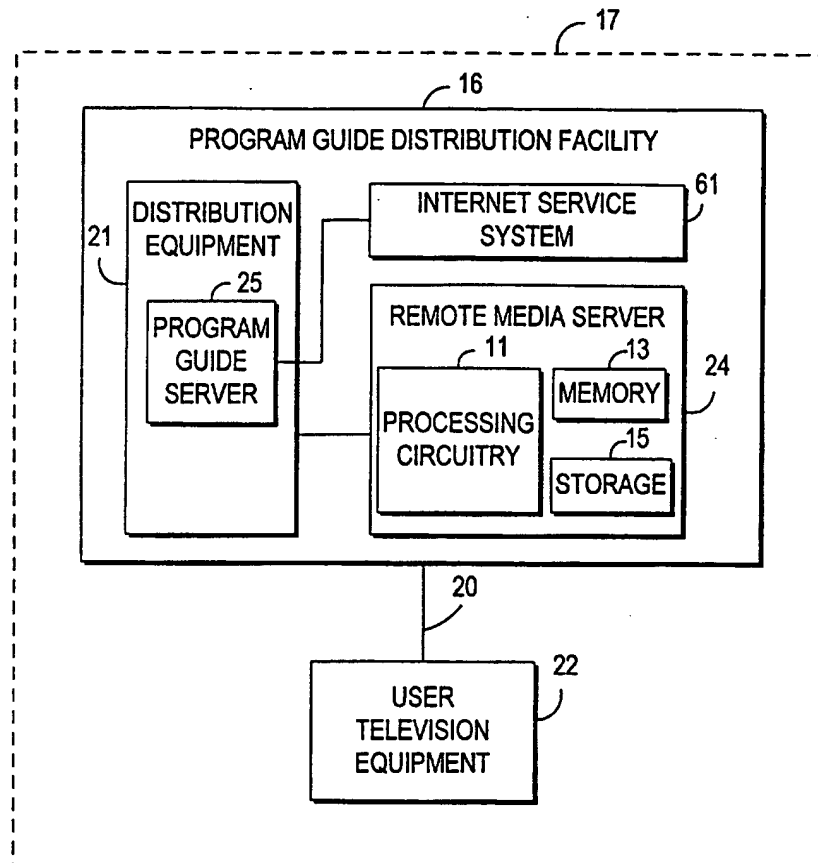 17
16
PROGRAM GUIDE DISTRIBUTION FACILITY
DISTRIBUTION
EQUIPMENT
21
25
PROGRAM
GUIDE
SERVER
INTERNET SERVICE
SYSTEM
61
REMOTE MEDIA SERVER
11
PROCESSING
CIRCUITRY
13
MEMORY
15
STORAGE
24
20
USER
TELEVISION
EQUIPMENT
22